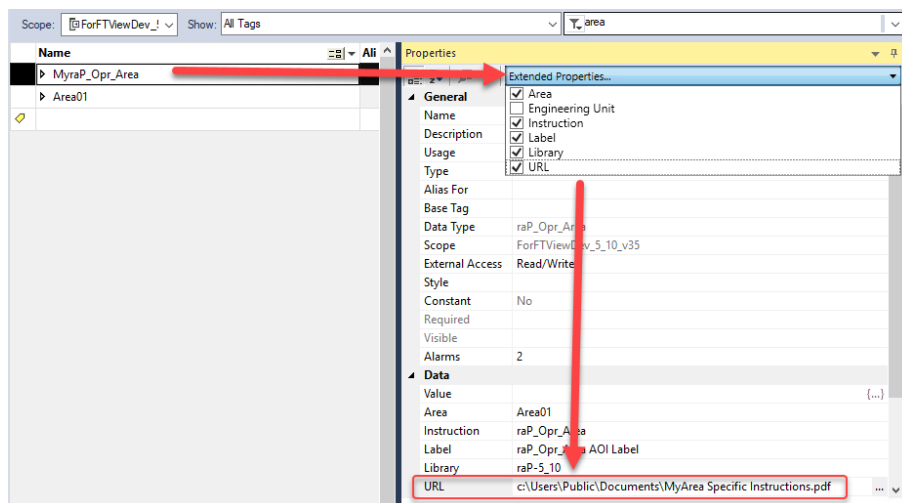 Scope: ForFTViewDev_! Show: All Tags area
Name Ali
MyraP_Opr_Area
Area01
Properties
Extended Properties...
Area
Engineering Unit
Instruction
Label
Library
URL
General
Name
Description
Usage
Type
Alias For
Base Tag
Data Type raP_Opr_Area
Scope ForFTViewDev_5_10_v35
External Access Read/Write
Style
Constant No
Required
Visible
Alarms 2
Data
Value {...}
Area Area01
Instruction raP_Opr_Area
Label raP_Opr_Area AOI Label
Library raP-5_10
URL c:\Users\Public\Documents\MyArea Specific Instructions.pdf ...